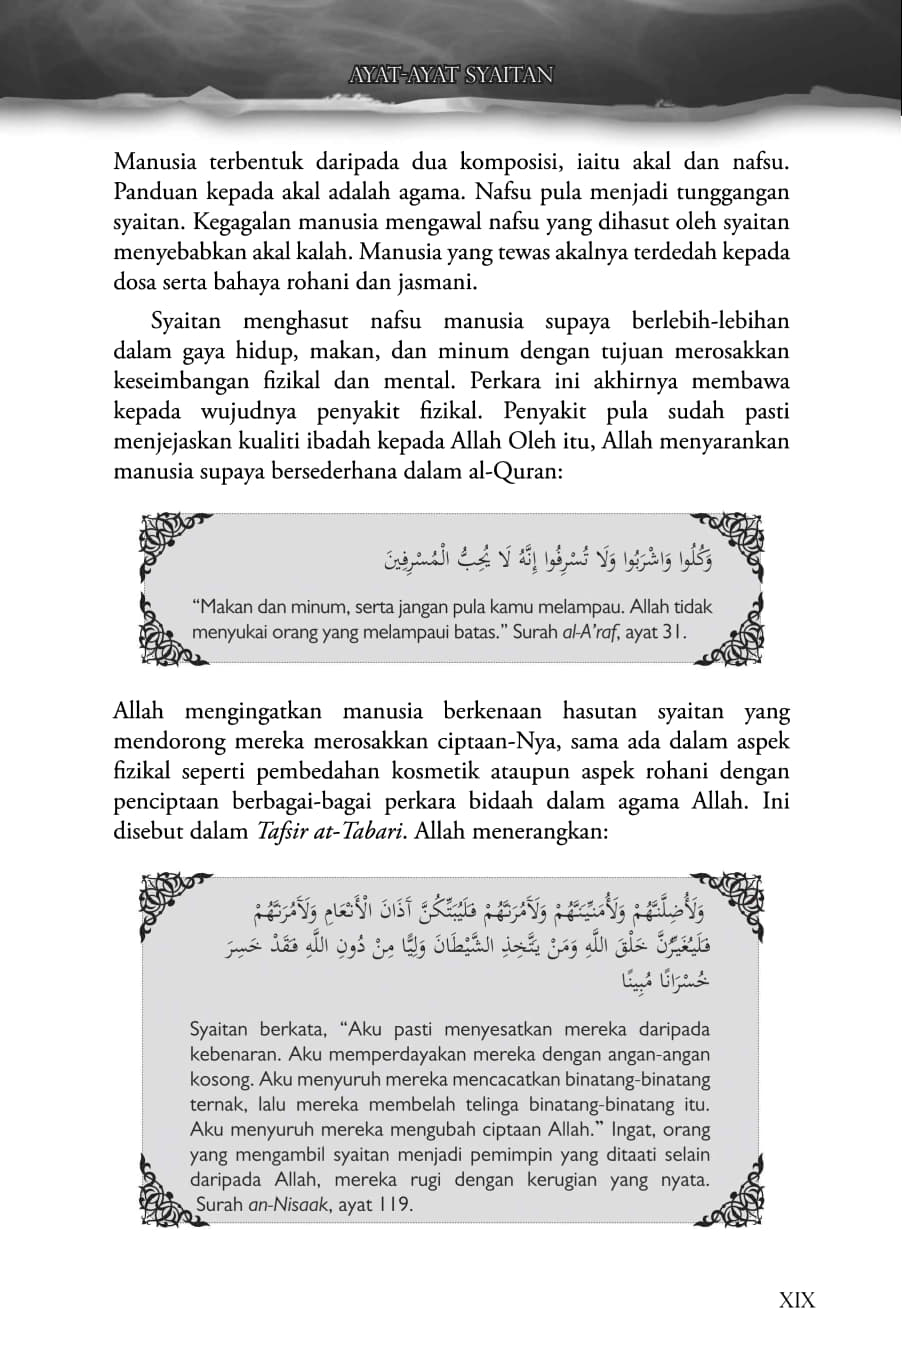 AYAT-AYAT SYAITAN
Manusia terbentuk daripada dua komposisi, iaitu akal dan nafsu.
Panduan kepada akal adalah agama. Nafsu pula menjadi tunggangan
syaitan. Kegagalan manusia mengawal nafsu yang dihasut oleh syaitan
menyebabkan akal kalah. Manusia yang tewas akalnya terdedah kepada
dosa serta bahaya rohani dan jasmani.
Syaitan menghasut nafsu manusia supaya berlebih-lebihan
dalam gaya hidup, makan, dan minum dengan tujuan merosakkan
keseimbangan fizikal dan mental. Perkara ini akhirnya membawa
kepada wujudnya penyakit fizikal. Penyakit pula sudah pasti
menjejaskan kualiti ibadah kepada Allah Oleh itu, Allah menyarankan
manusia supaya bersederhana dalam al-Quran:
وَكُلُوا وَاشْرَبُوا وَلَا تُسْرِفُوا إِنَّهُ لَا يُحِبُّ الْمُسْرِفِينَ
“Makan dan minum, serta jangan pula kamu melampau. Allah tidak
menyukai orang yang melampaui batas.” Surah al-A’raf, ayat 31.
Allah mengingatkan manusia berkenaan hasutan syaitan yang
mendorong mereka merosakkan ciptaan-Nya, sama ada dalam aspek
fizikal seperti pembedahan kosmetik ataupun aspek rohani dengan
penciptaan berbagai-bagai perkara bidaah dalam agama Allah. Ini
disebut dalam Tafsir at-Tabari. Allah menerangkan:
وَلَأُضِلَّنَّهُمْ وَلَأُمَنِّيَنَّهُمْ وَلَآمُرَنَّهُمْ فَلَيُبَتِّكُنَّ آذَانَ الْأَنْعَامِ وَلَآمُرَنَّهُمْ
فَلَيُغَيِّرُنَّ خَلْقَ اللَّهِ وَمَنْ يَتَّخِذِ الشَّيْطَانَ وَلِيًّا مِنْ دُونِ اللَّهِ فَقَدْ خَسِرَ
خُسْرَانًا مُبِينًا
Syaitan berkata, “Aku pasti menyesatkan mereka daripada
kebenaran. Aku memperdayakan mereka dengan angan-angan
kosong. Aku menyuruh mereka mencacatkan binatang-binatang
ternak, lalu mereka membelah telinga binatang-binatang itu.
Aku menyuruh mereka mengubah ciptaan Allah.” Ingat, orang
yang mengambil syaitan menjadi pemimpin yang ditaati selain
daripada Allah, mereka rugi dengan kerugian yang nyata.
Surah an-Nisaak, ayat 119.
XIX